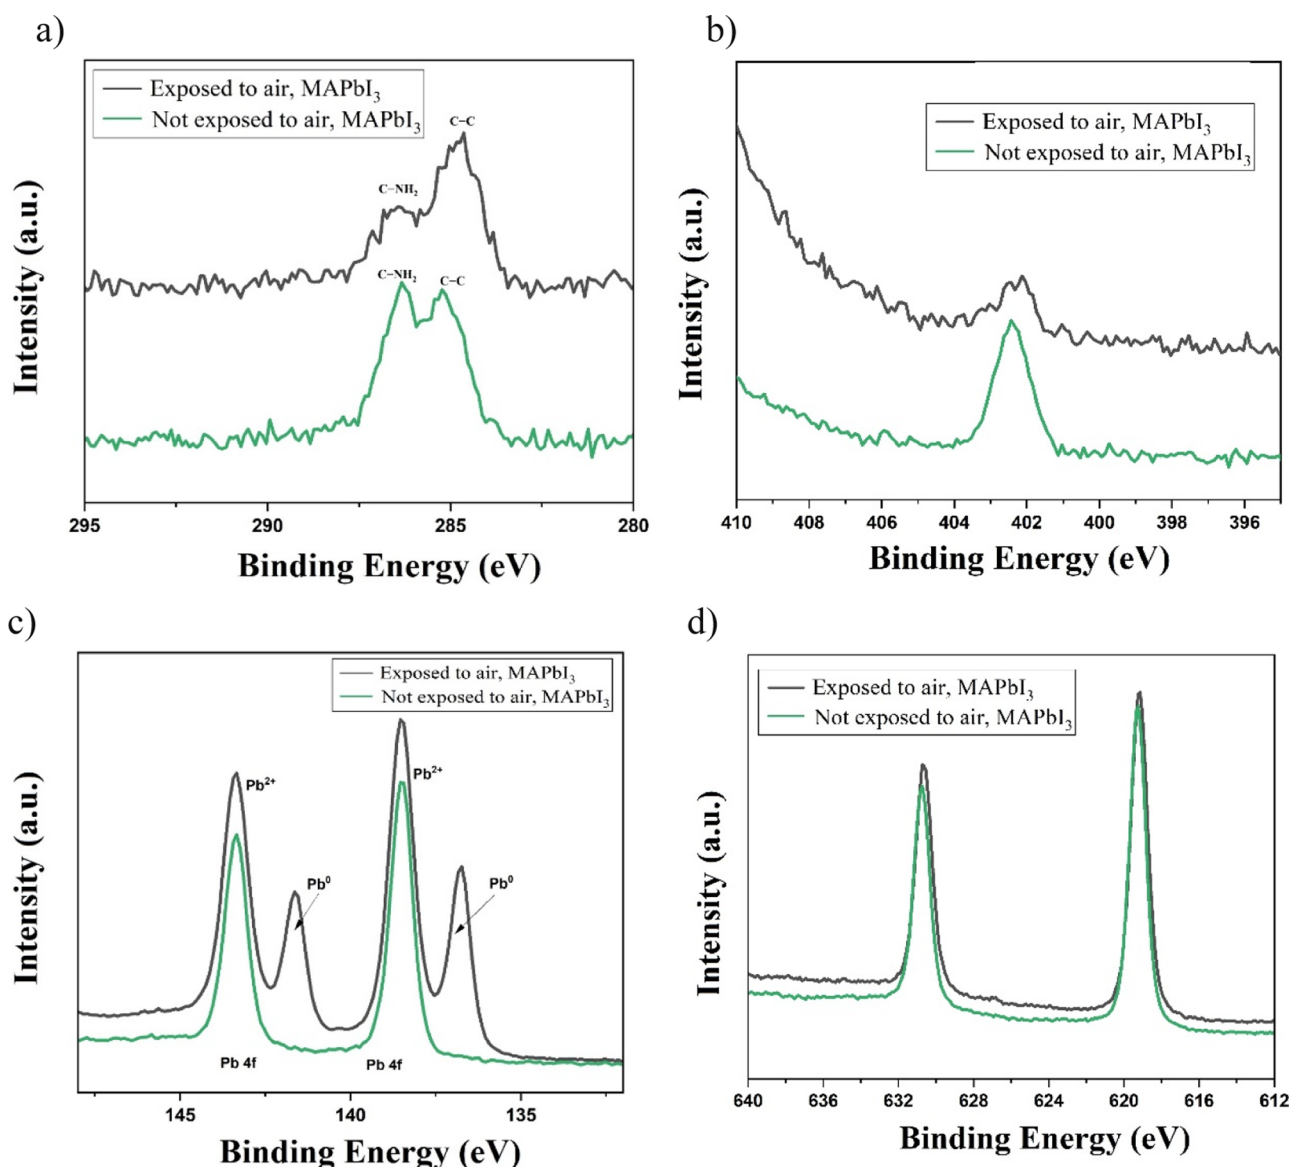 a)
Exposed to air, MAPbI₃
Not exposed to air, MAPbI₃
C−C
C−NH₂
C−NH₂
C−C
Intensity (a.u.)
295
290
285
280
Binding Energy (eV)
b)
Exposed to air, MAPbI₃
Not exposed to air, MAPbI₃
Intensity (a.u.)
410
408
406
404
402
400
398
396
Binding Energy (eV)
c)
Exposed to air, MAPbI₃
Not exposed to air, MAPbI₃
Pb²⁺
Pb²⁺
Pb⁰
Pb⁰
Pb 4f
Pb 4f
Intensity (a.u.)
145
140
135
Binding Energy (eV)
d)
Exposed to air, MAPbI₃
Not exposed to air, MAPbI₃
Intensity (a.u.)
640
636
632
628
624
620
616
612
Binding Energy (eV)